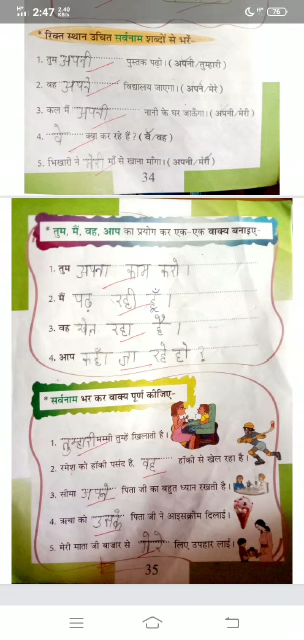 2:47
76
* रिक्त स्थान उचित सर्वनाम शब्दों से भरें-
1. तुम अपनी पुस्तक पढ़ो। (अपनी/तुम्हारी)
2. वह अपने विद्यालय जाएगा। (अपने/मेरे)
3. कल मैं अपनी नानी के घर जाऊँगा। (अपनी/मेरी)
4. वे क्या कर रहे हैं? (वे/वह)
5. भिखारी ने मेरी माँ से खाना माँगा। (अपनी/मेरी)
34
* तुम, मैं, वह, आप का प्रयोग कर एक-एक वाक्य बनाइए-
1. तुम अपना काम करो।
2. मैं पढ़ रही हूँ।
3. वह खेल रहा है।
4. आप कहाँ जा रहे हो?
* सर्वनाम भर कर वाक्य पूर्ण कीजिए-
1. तुम्हारी मम्मी तुम्हें खिलाती है।
2. रमेश को हॉकी पसंद है, वह हॉकी से खेल रहा है।
3. सोमा अपने पिता जी का बहुत ध्यान रखती है।
4. ऋचा को उसके पिता जी ने आइसक्रीम दिलाई।
5. मेरी माता जी बाजार से मेरे लिए उपहार लाई।
35